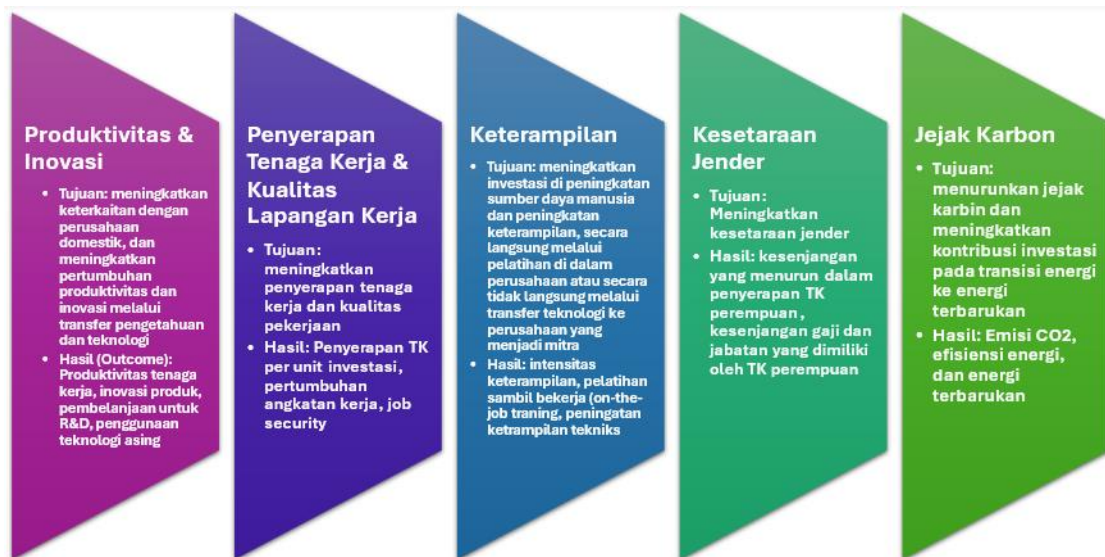 Produktivitas &
Inovasi
• Tujuan: meningkatkan
keterkaitan dengan
perusahaan
domestik, dan
meningkatkan
pertumbuhan
produktivitas dan
inovasi melalui
transfer pengetahuan
dan teknologi
• Hasil (Outcome):
Produktivitas tenaga
kerja, inovasi produk,
pembelanjaan untuk
R&D, penggunaan
teknologi asing
Penyerapan
Tenaga Kerja &
Kualitas
Lapangan Kerja
• Tujuan:
meningkatkan
penyerapan tenaga
kerja dan kualitas
pekerjaan
• Hasil: Penyerapan TK
per unit investasi,
pertumbuhan
angkatan kerja, job
security
Keterampilan
• Tujuan: meningkatkan
investasi di peningkatan
sumber daya manusia
dan peningkatan
keterampilan, secara
langsung melalui
pelatihan di dalam
perusahaan atau secara
tidak langsung melalui
transfer teknologi ke
perusahaan yang
menjadi mitra
• Hasil: intensitas
keterampilan, pelatihan
sambil bekerja (on-the-
job traning, peningatan
ketrampilan tekniks
Kesetaraan
Jender
• Tujuan:
Meningkatkan
kesetaraan jender
• Hasil: kesenjangan
yang menurun dalam
penyerapan TK
perempuan ,
kesenjangan gaji dan
jabatan yang dimiliki
oleh TK perempuan
Jejak Karbon
• Tujuan:
menurunkan jejak
karbin dan
meningkatkan
kontribusi investasi
pada transisi energi
ke energi
terbarukan
• Hasil: Emisi CO2,
efisiensi energi,
dan energi
terbarukan